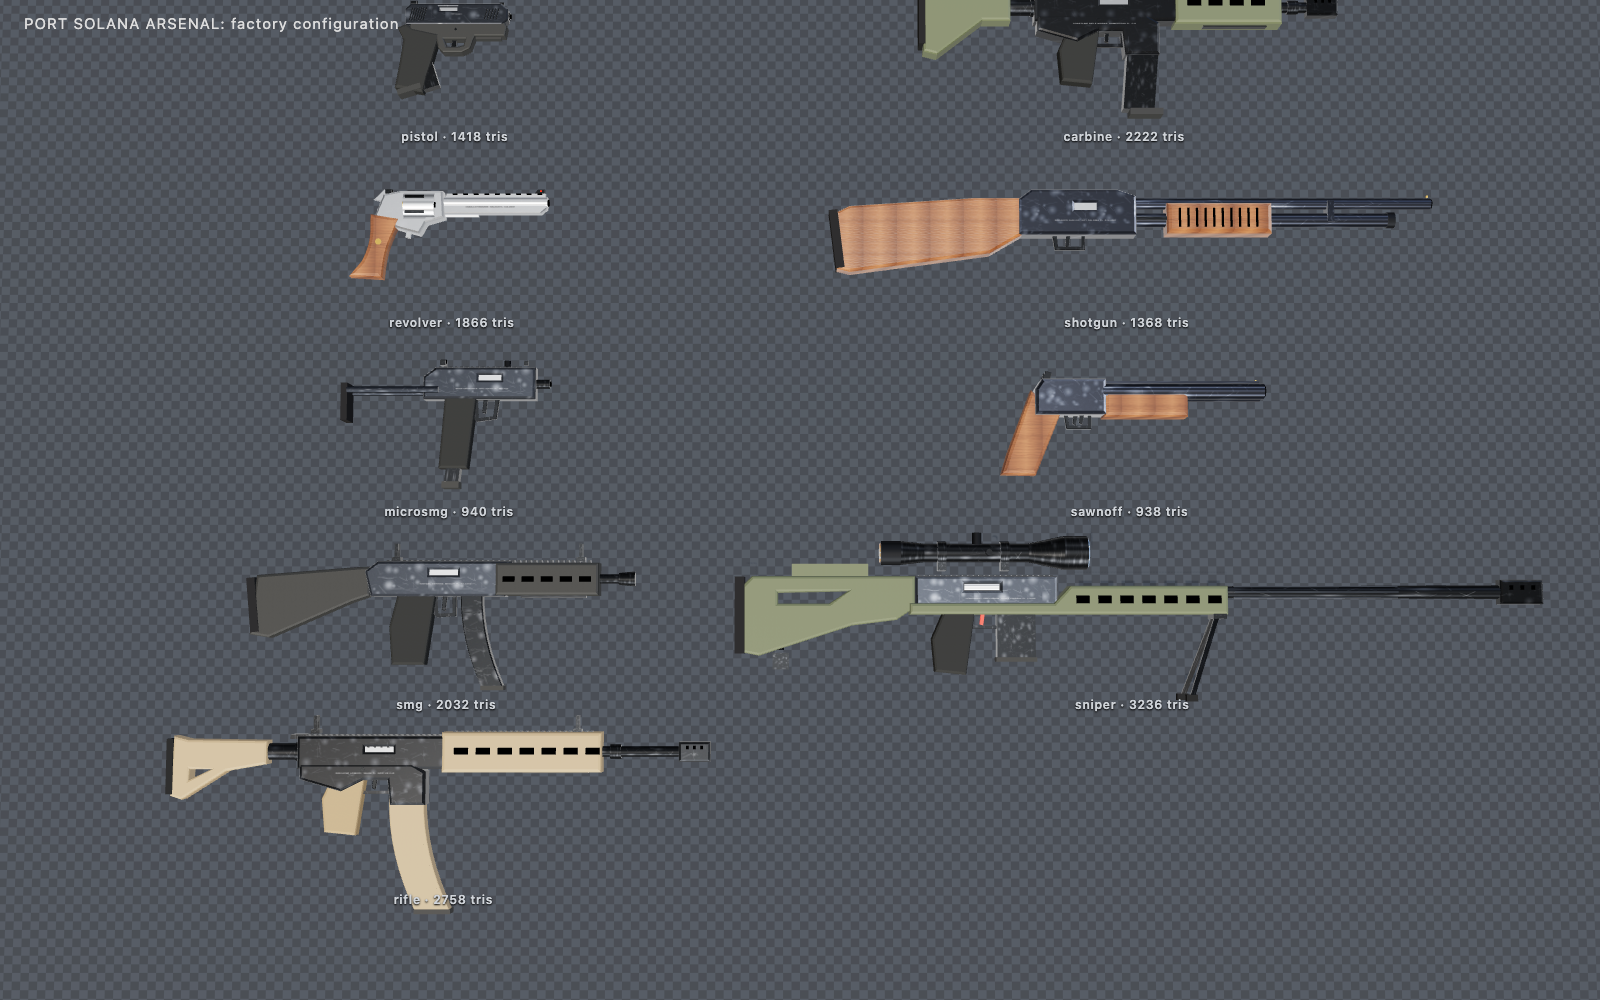 PORT SOLANA ARSENAL: factory configuration
pistol · 1418 tris
carbine · 2222 tris
revolver · 1866 tris
shotgun · 1368 tris
microsmg · 940 tris
sawnoff · 938 tris
smg · 2032 tris
sniper · 3236 tris
rifle · 2758 tris